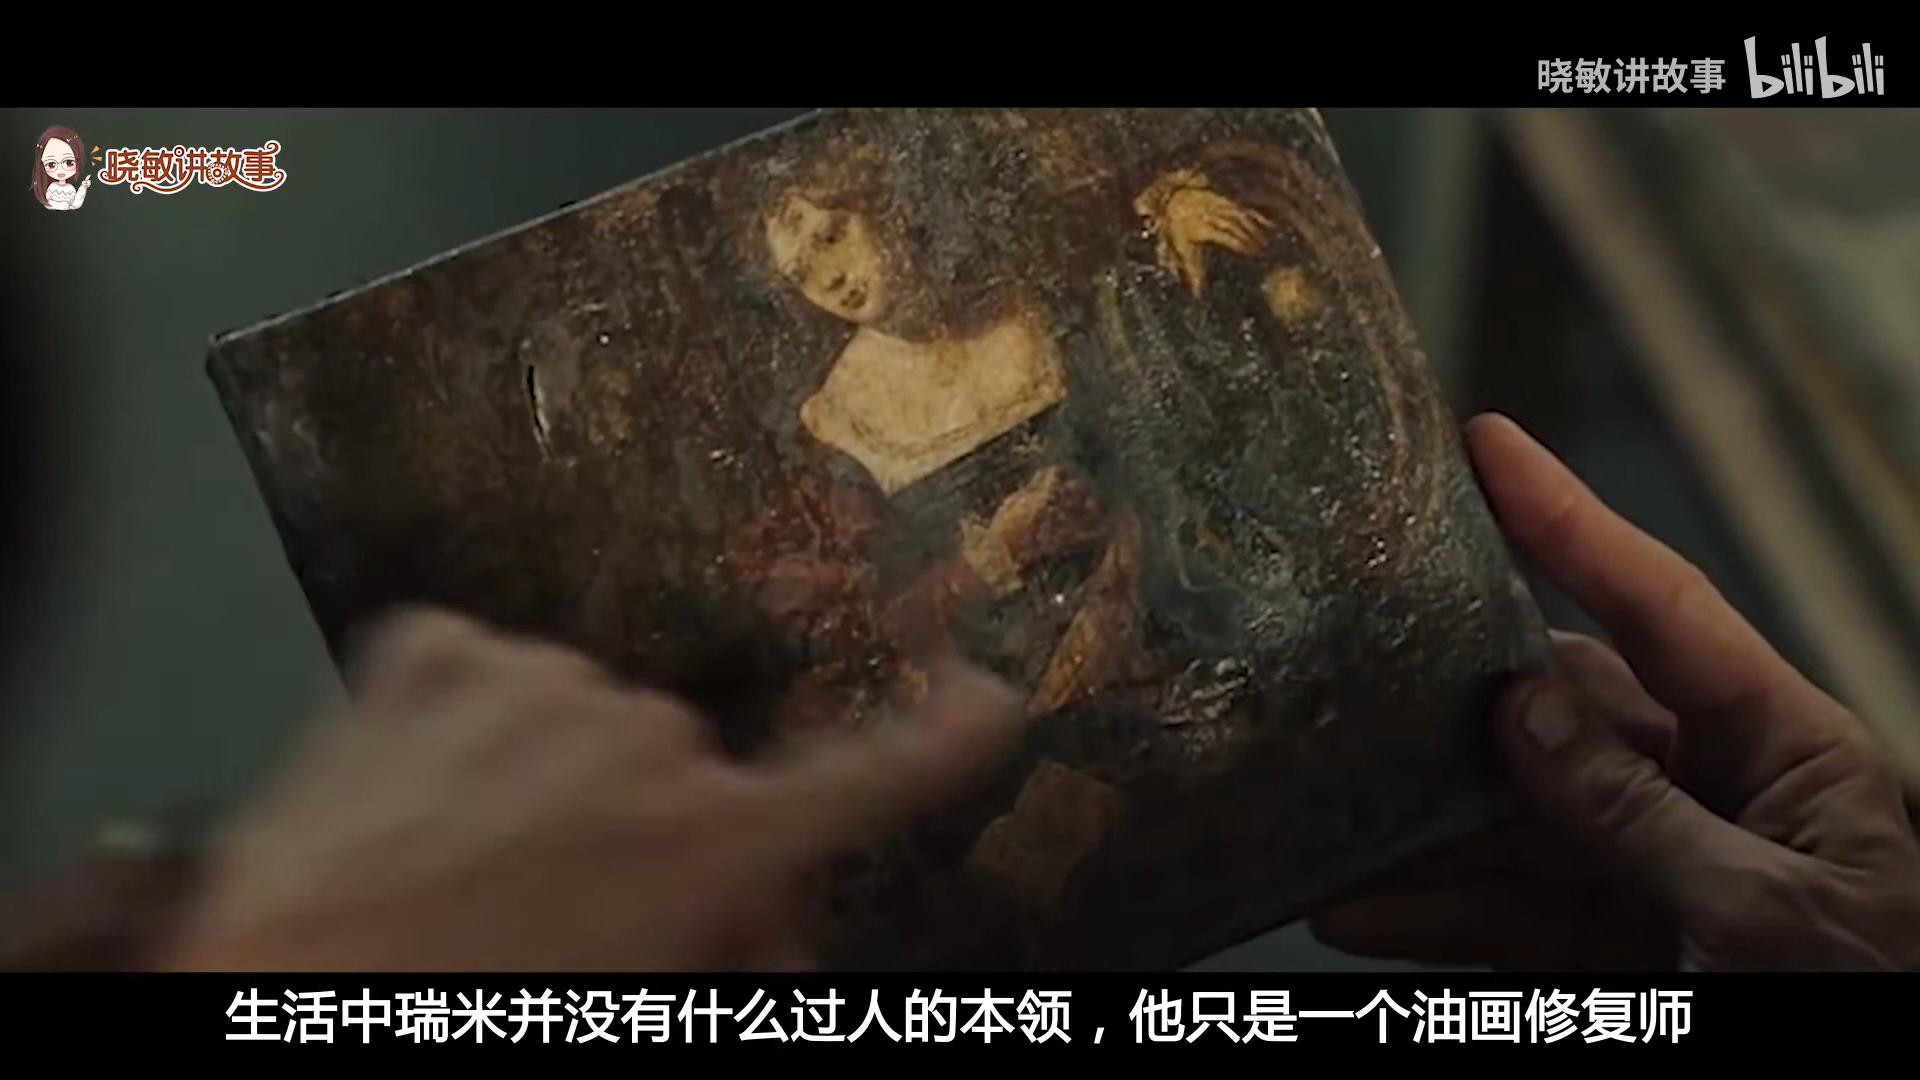 晓敏讲故事 bilibili
晓敏讲故事
生活中瑞米并没有什么过人的本领，他只是一个油画修复师